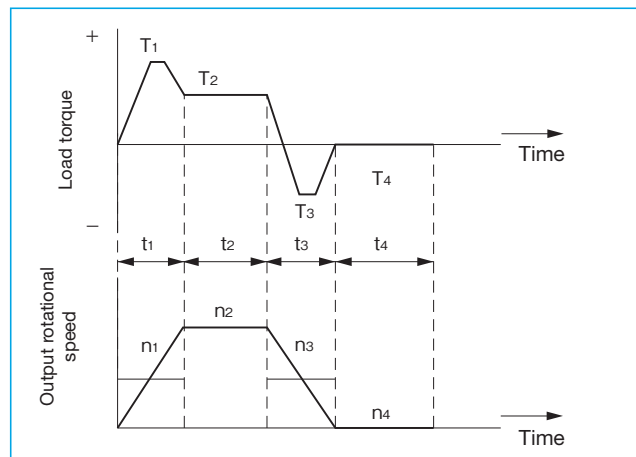 +
T1
T2
Load torque
Time
T4
T3
−
t1 t2 t3 t4
Output rotational
speed
n2
n1
n3
n4
Time